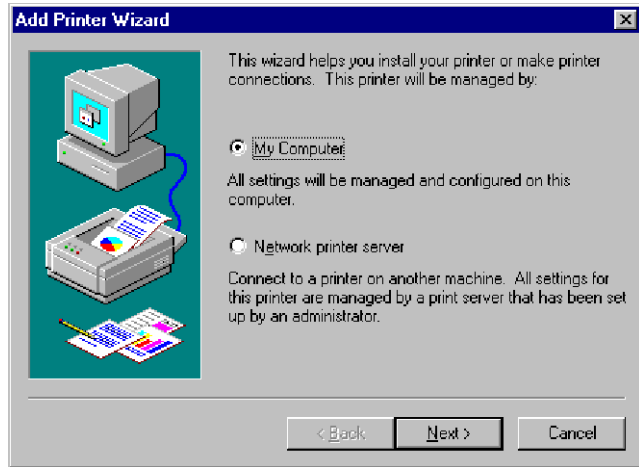 Add Printer Wizard
This wizard helps you install your printer or make printer
connections. This printer will be managed by:
My Computer
All settings will be managed and configured on this
computer.
Network printer server
Connect to a printer on another machine. All settings for
this printer are managed by a print server that has been set
up by an administrator.
< Back
Next >
Cancel